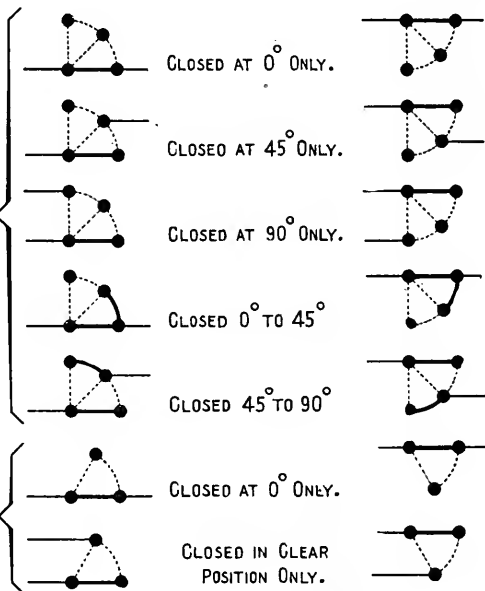 CLOSED AT 0° ONLY.
CLOSED AT 45° ONLY.
CLOSED AT 90° ONLY.
CLOSED 0° TO 45°
CLOSED 45° TO 90°
CLOSED AT 0° ONLY.
CLOSED IN CLEAR
POSITION ONLY.